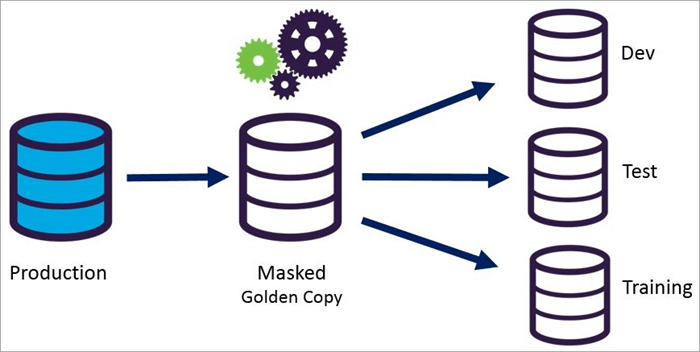 Dev
Test
Production
Masked
Golden Copy
Training